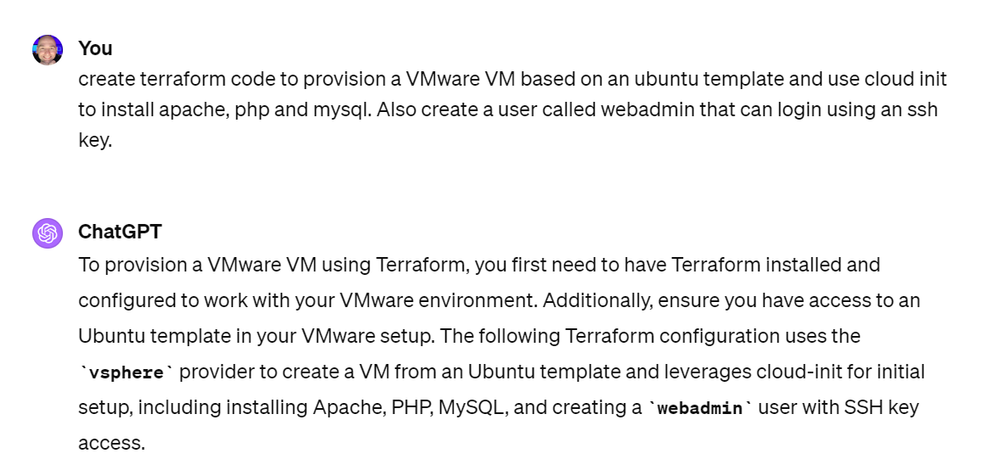 You
create terraform code to provision a VMware VM based on an ubuntu template and use cloud init
to install apache, php and mysql. Also create a user called webadmin that can login using an ssh
key.
ChatGPT
To provision a VMware VM using Terraform, you first need to have Terraform installed and
configured to work with your VMware environment. Additionally, ensure you have access to an
Ubuntu template in your VMware setup. The following Terraform configuration uses the
`vsphere` provider to create a VM from an Ubuntu template and leverages cloud-init for initial
setup, including installing Apache, PHP, MySQL, and creating a `webadmin` user with SSH key
access.